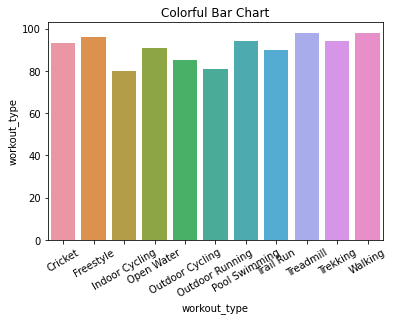 Colorful Bar Chart
100
80
60
40
20
0
workout_type
Cricket
Freestyle
Indoor Cycling
Open Water
Outdoor Cycling
Outdoor Running
Pool Swimming
Trail Run
Treadmill
Trekking
Walking
workout_type